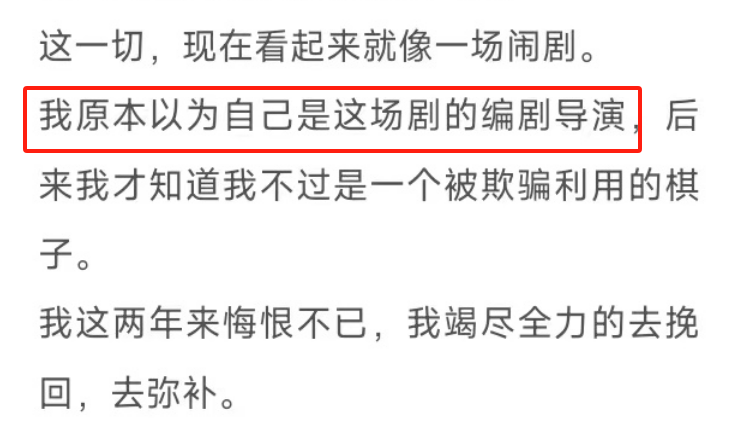 这一切，现在看起来就像一场闹剧。
我原本以为自己是这场剧的编剧导演，后
来我才知道我不过是一个被欺骗利用的棋
子。
我这两年来悔恨不已，我竭尽全力的去挽
回，去弥补。